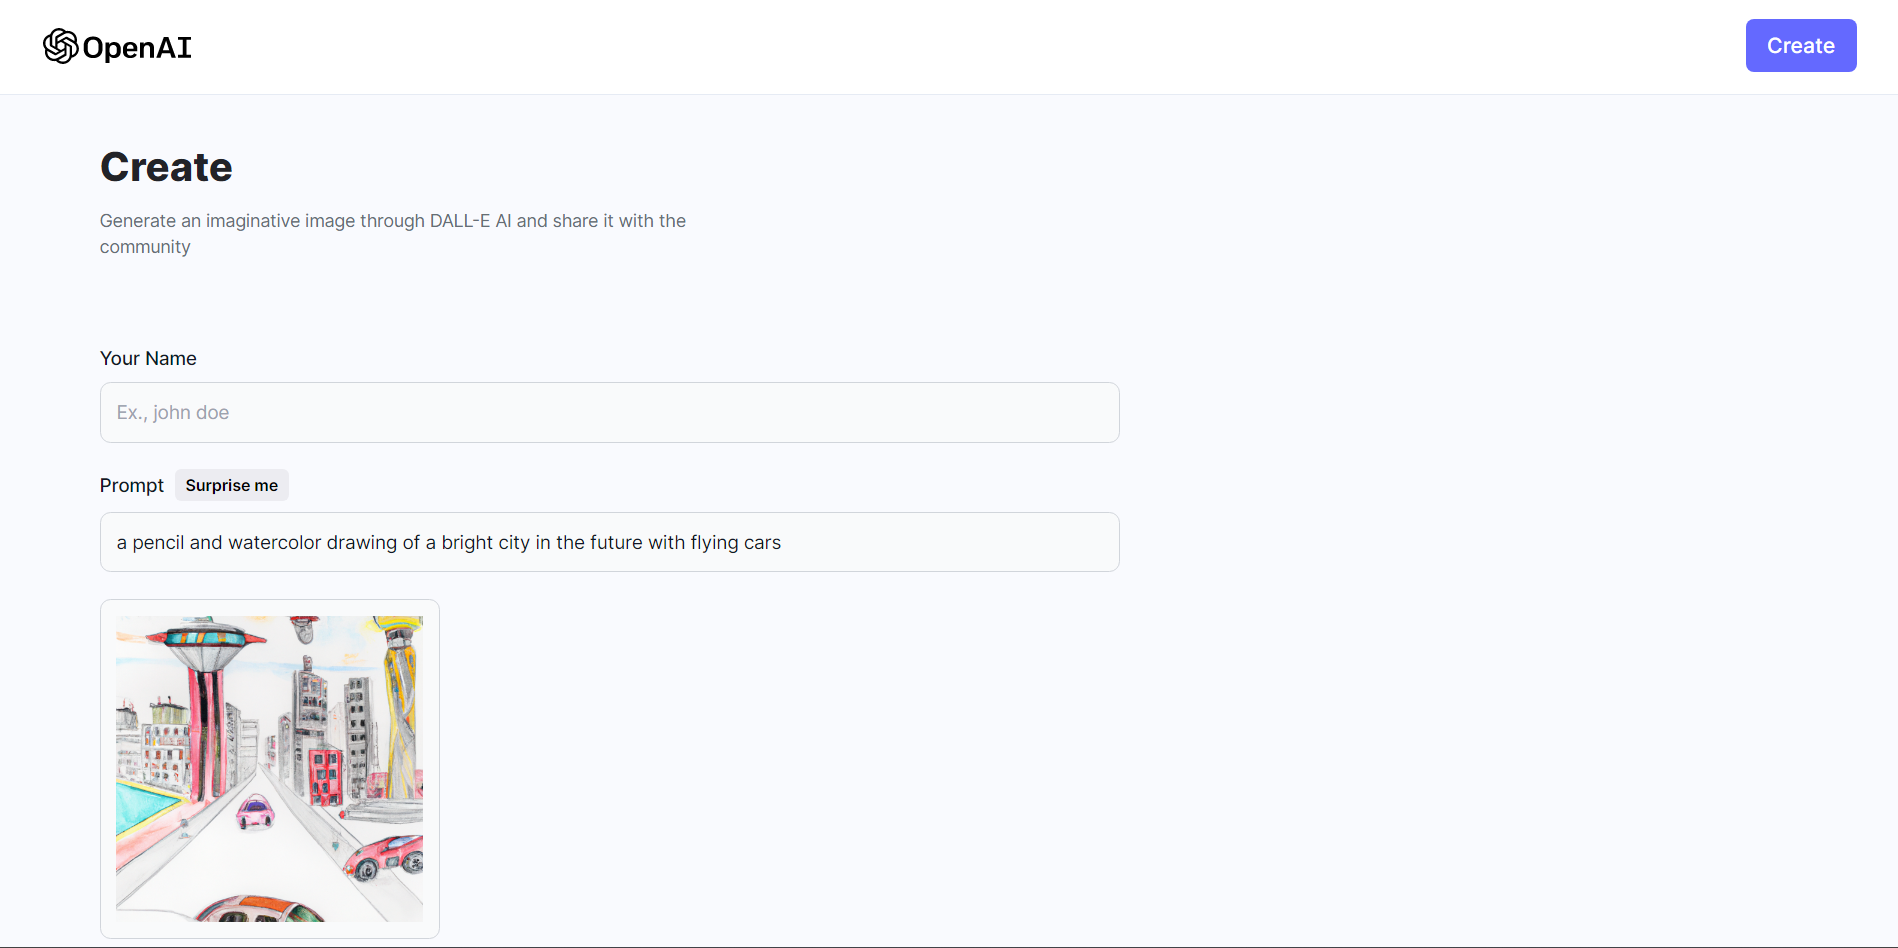 OpenAI
Create
Create
Generate an imaginative image through DALL-E AI and share it with the
community
Your Name
Ex., john doe
Prompt Surprise me
a pencil and watercolor drawing of a bright city in the future with flying cars